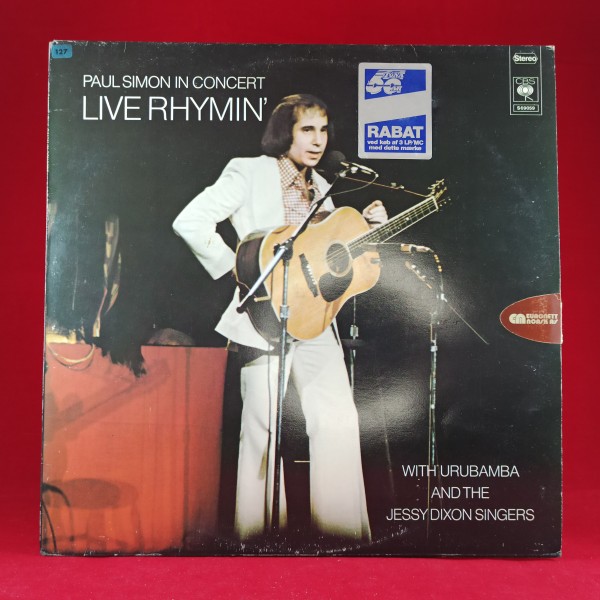 137
PAUL SIMON IN CONCERT
LIVE RHYMIN'
Stereo
CBS
RABAT
ved køb af 3 LP/MC
med dette mærke
WITH URUBAMBA
AND THE
JESSY DIXON SINGERS